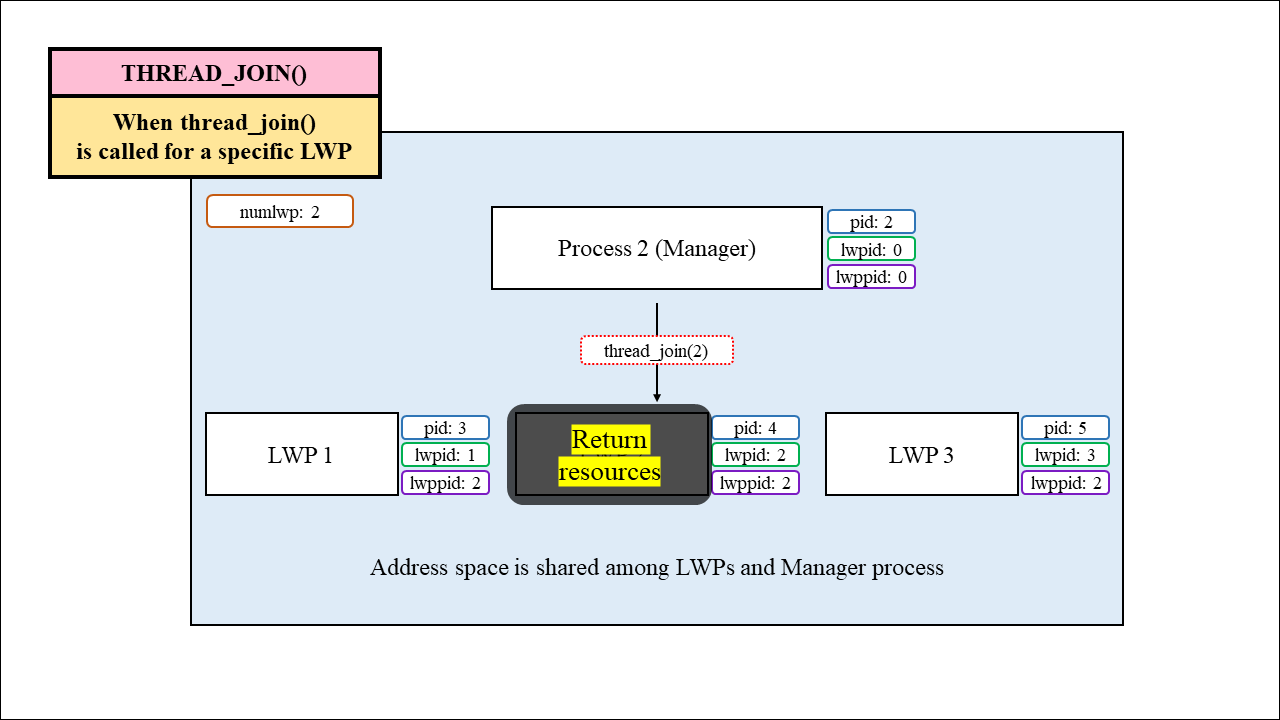 THREAD_JOIN()
When thread_join()
is called for a specific LWP
numlwp: 2
Process 2 (Manager)
pid: 2
lwpid: 0
lwppid: 0
thread_join(2)
LWP 1
pid: 3
lwpid: 1
lwppid: 2
Return
resources
pid: 4
lwpid: 2
lwppid: 2
LWP 3
pid: 5
lwpid: 3
lwppid: 2
Address space is shared among LWPs and Manager process